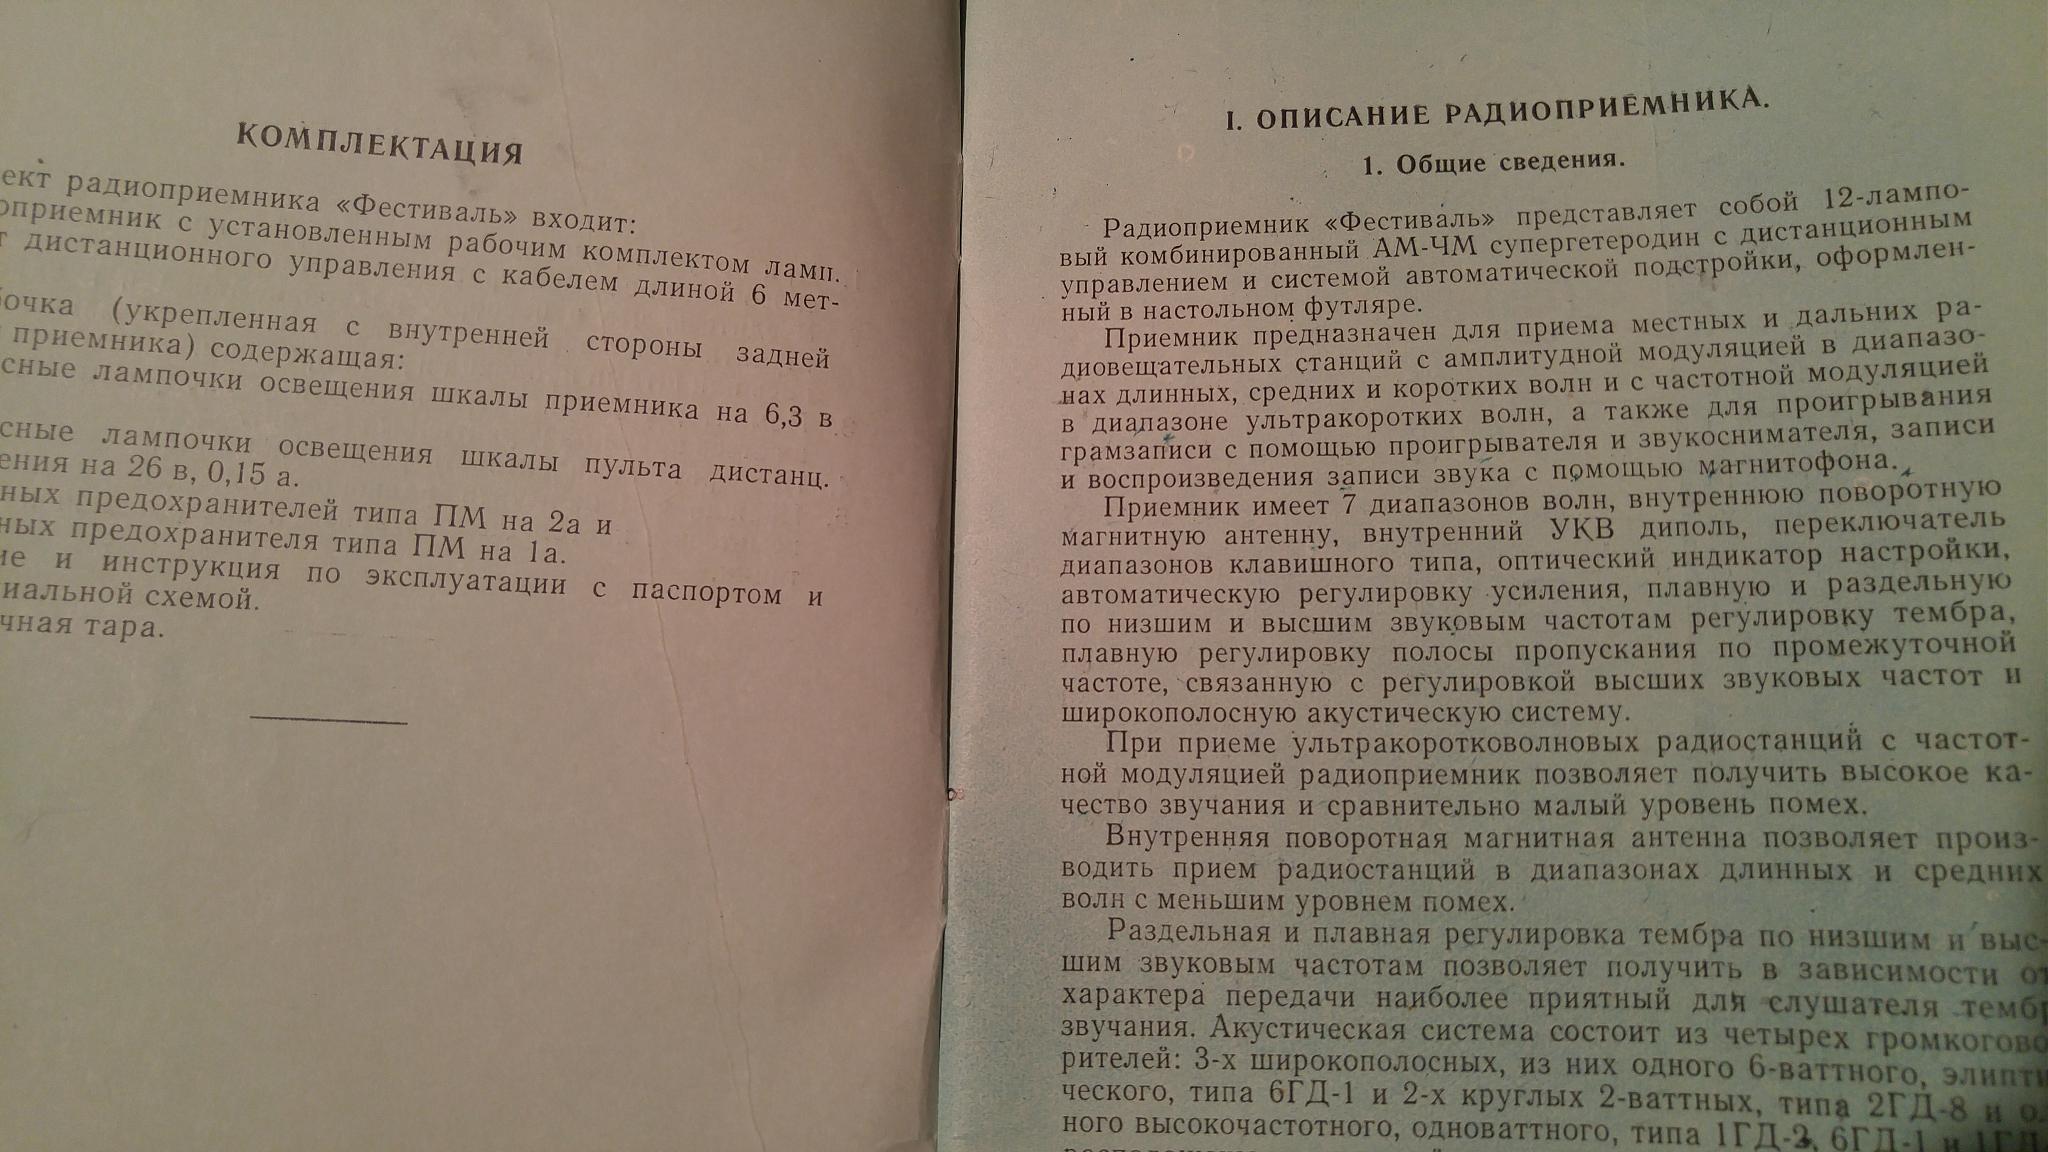 КОМПЛЕКТАЦИЯ
радиоприемника «Фестиваль» входит:
с установленным рабочим комплектом ламп.
дистанционного управления с кабелем длиной 6 мет-
(укрепленная с внутренней стороны задней
приемника) содержащая:
лампочки освещения шкалы приемника на 6,3 в
лампочки освещения шкалы пульта дистанц.
на 26 в, 0,15 а.
предохранителей типа ПМ на 2а и
предохранителя типа ПМ на 1а.
и инструкция по эксплуатации с паспортом и
схемой.
тара.
I. ОПИСАНИЕ РАДИОПРИЕМНИКА.
1. Общие сведения.
Радиоприемник «Фестиваль» представляет собой 12-лампо-
вый комбинированный АМ-ЧМ супергетеродин с дистанционным
управлением и системой автоматической подстройки, оформлен-
ный в настольном футляре.
Приемник предназначен для приема местных и дальних ра-
диовещательных станций с амплитудной модуляцией в диапазо-
нах длинных, средних и коротких волн и с частотной модуляцией
в диапазоне ультракоротких волн, а также для проигрывания
грамзаписи с помощью проигрывателя и звукоснимателя, записи
и воспроизведения записи звука с помощью магнитофона.
Приемник имеет 7 диапазонов волн, внутреннюю поворотную
магнитную антенну, внутренний УКВ диполь, переключатель
диапазонов клавишного типа, оптический индикатор настройки,
автоматическую регулировку усиления, плавную и раздельную
по низшим и высшим звуковым частотам регулировку тембра,
плавную регулировку полосы пропускания по промежуточной
частоте, связанную с регулировкой высших звуковых частот и
широкополосную акустическую систему.
При приеме ультракоротковолновых радиостанций с частот-
ной модуляцией радиоприемник позволяет получить высокое ка-
чество звучания и сравнительно малый уровень помех.
Внутренняя поворотная магнитная антенна позволяет произ-
водить прием радиостанций в диапазонах длинных и средних
волн с меньшим уровнем помех.
Раздельная и плавная регулировка тембра по низшим и выс-
шим звуковым частотам позволяет получить в зависимости от
характера передачи наиболее приятный для слушателя тембр
звучания. Акустическая система состоит из четырех громкогово
рителей: 3-х широкополосных, из них одного 6-ваттного, элипти
ческого, типа 6ГД-1 и 2-х круглых 2-ваттных, типа 2ГД-8 и
ного высокочастотного, одноваттного, типа 6ГД-1 и